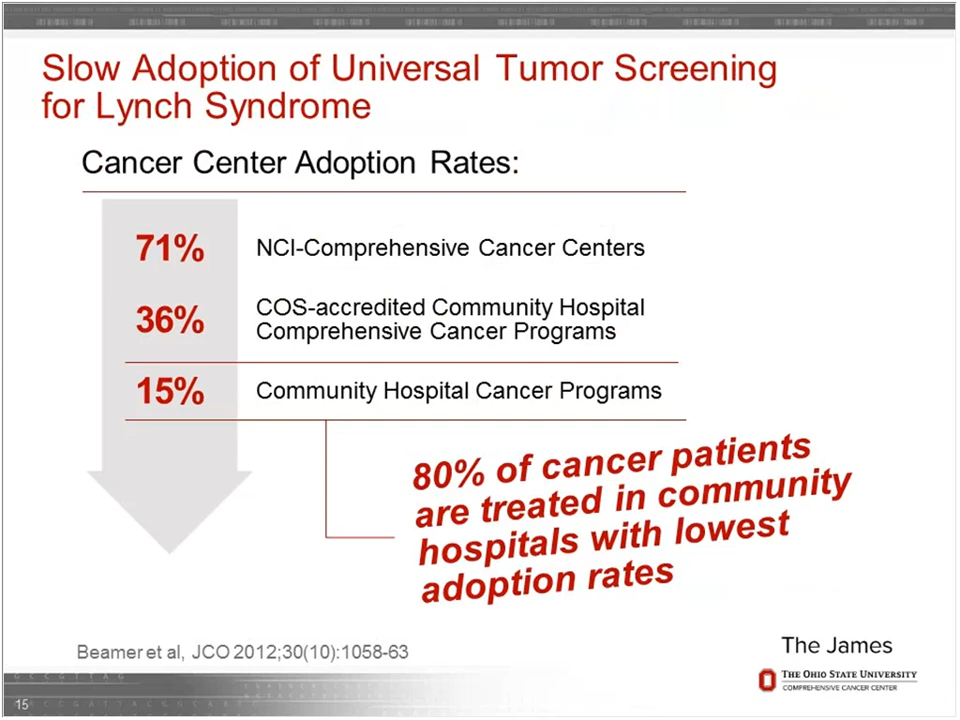 Slow Adoption of Universal Tumor Screening
for Lynch Syndrome
Cancer Center Adoption Rates:
71% NCI-Comprehensive Cancer Centers
36% COS-accredited Community Hospital
Comprehensive Cancer Programs
15% Community Hospital Cancer Programs
80% of cancer patients
are treated in community
hospitals with lowest
adoption rates
Beamer et al, JCO 2012;30(10):1058-63
The James
THE OHIO STATE UNIVERSITY
COMPREHENSIVE CANCER CENTER
15